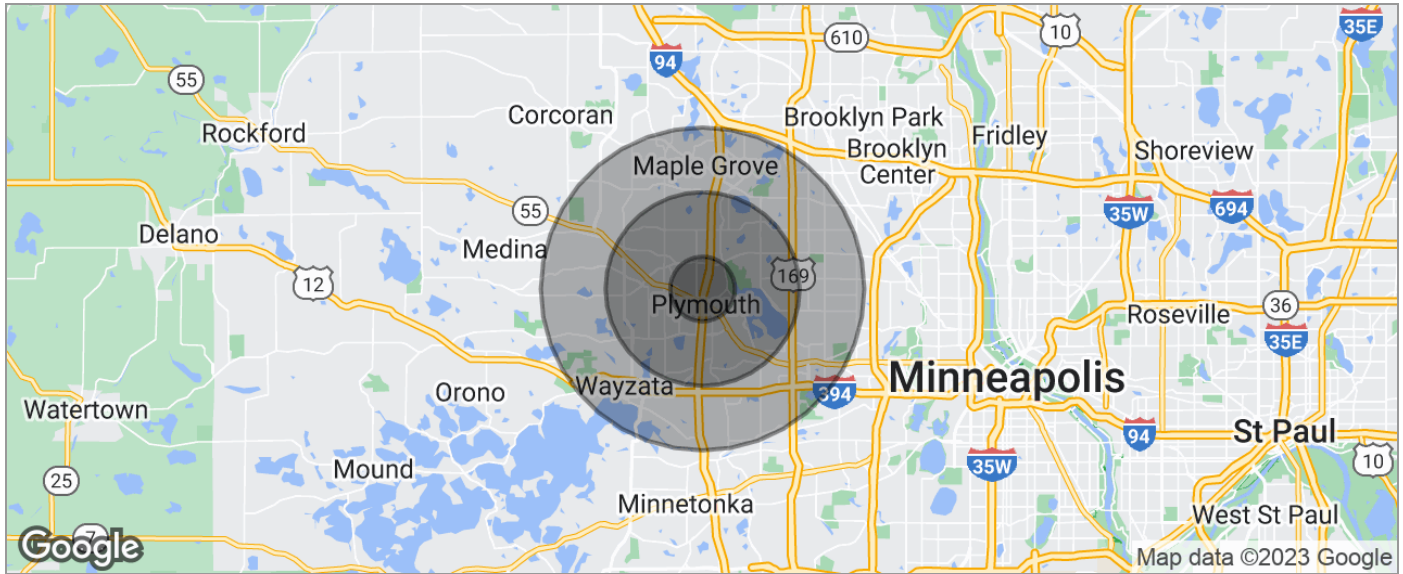 610
10
35E
94
55
Corcoran
Brooklyn Park
Rockford
Fridley
Brooklyn
Center
Shoreview
Maple Grove
55
35W
694
Delano
Medina
12
169
Plymouth
36
Roseville
35E
Minneapolis
Wayzata
394
Orono
Watertown
94
St Paul
Mound
35W
10
25
Minnetonka
West St Paul
7
Google
Map data ©2023 Google